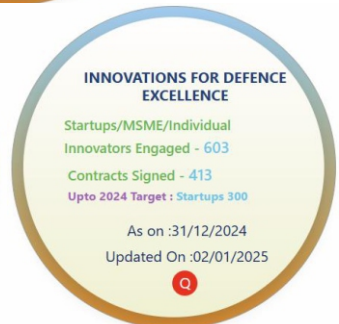 INNOVATIONS FOR DEFENCE
EXCELLENCE
Startups/MSME/Individual
Innovators Engaged - 603
Contracts Signed - 413
Upto 2024 Target : Startups 300
As on :31/12/2024
Updated On :02/01/2025
Q